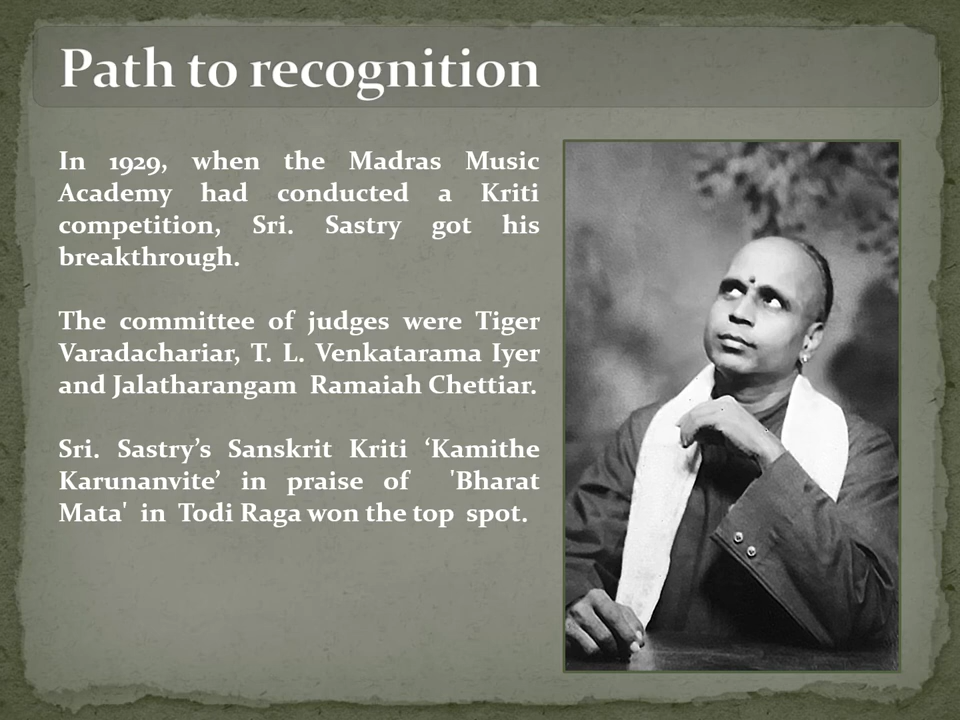 Path to recognition
In 1929, when the Madras Music
Academy had conducted a Kriti
competition, Sri. Sastry got his
breakthrough.
The committee of judges were Tiger
Varadachariar, T. L. Venkatarama Iyer
and Jalatharangam Ramaiah Chettiar.
Sri. Sastry’s Sanskrit Kriti ‘Kamithe
Karunanvite’ in praise of 'Bharat
Mata' in Todi Raga won the top spot.